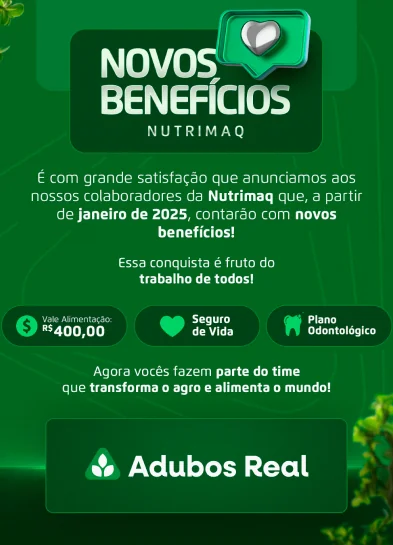 NOVOS
BENEFÍCIOS
NUTRIMAQ
É com grande satisfação que anunciamos aos
nossos colaboradores da Nutrimaq que, a partir
de janeiro de 2025, contarão com novos
benefícios!
Essa conquista é fruto do
trabalho de todos!
Vale Alimentação:
R$400,00
Seguro
de Vida
Plano
Odontológico
Agora vocês fazem parte do time
que transforma o agro e alimenta o mundo!
Adubos Real